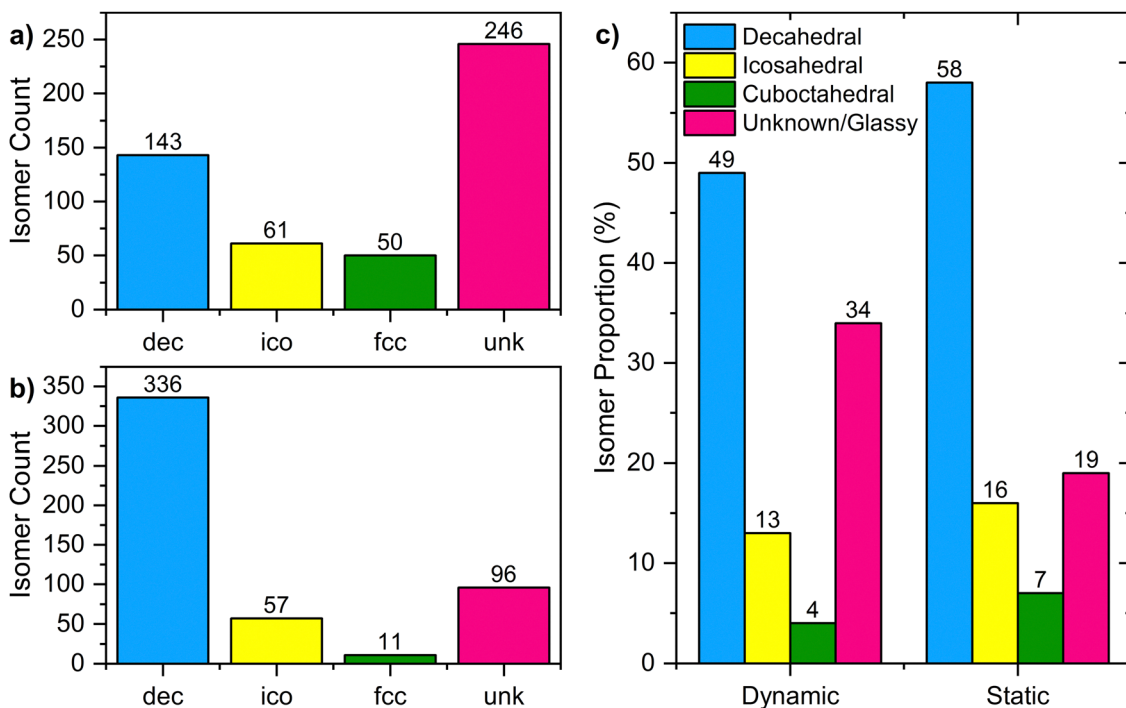 a)
Isomer Count
250
200
150
100
50
0
143
61
50
246
dec ico fcc unk
b)
Isomer Count
350
300
250
200
150
100
50
0
336
57
11
96
dec ico fcc unk
c)
Decahedral
Icosahedral
Cuboctahedral
Unknown/Glassy
Isomer Proportion (%)
60
50
40
30
20
10
0
49
13
4
34
58
16
7
19
Dynamic Static